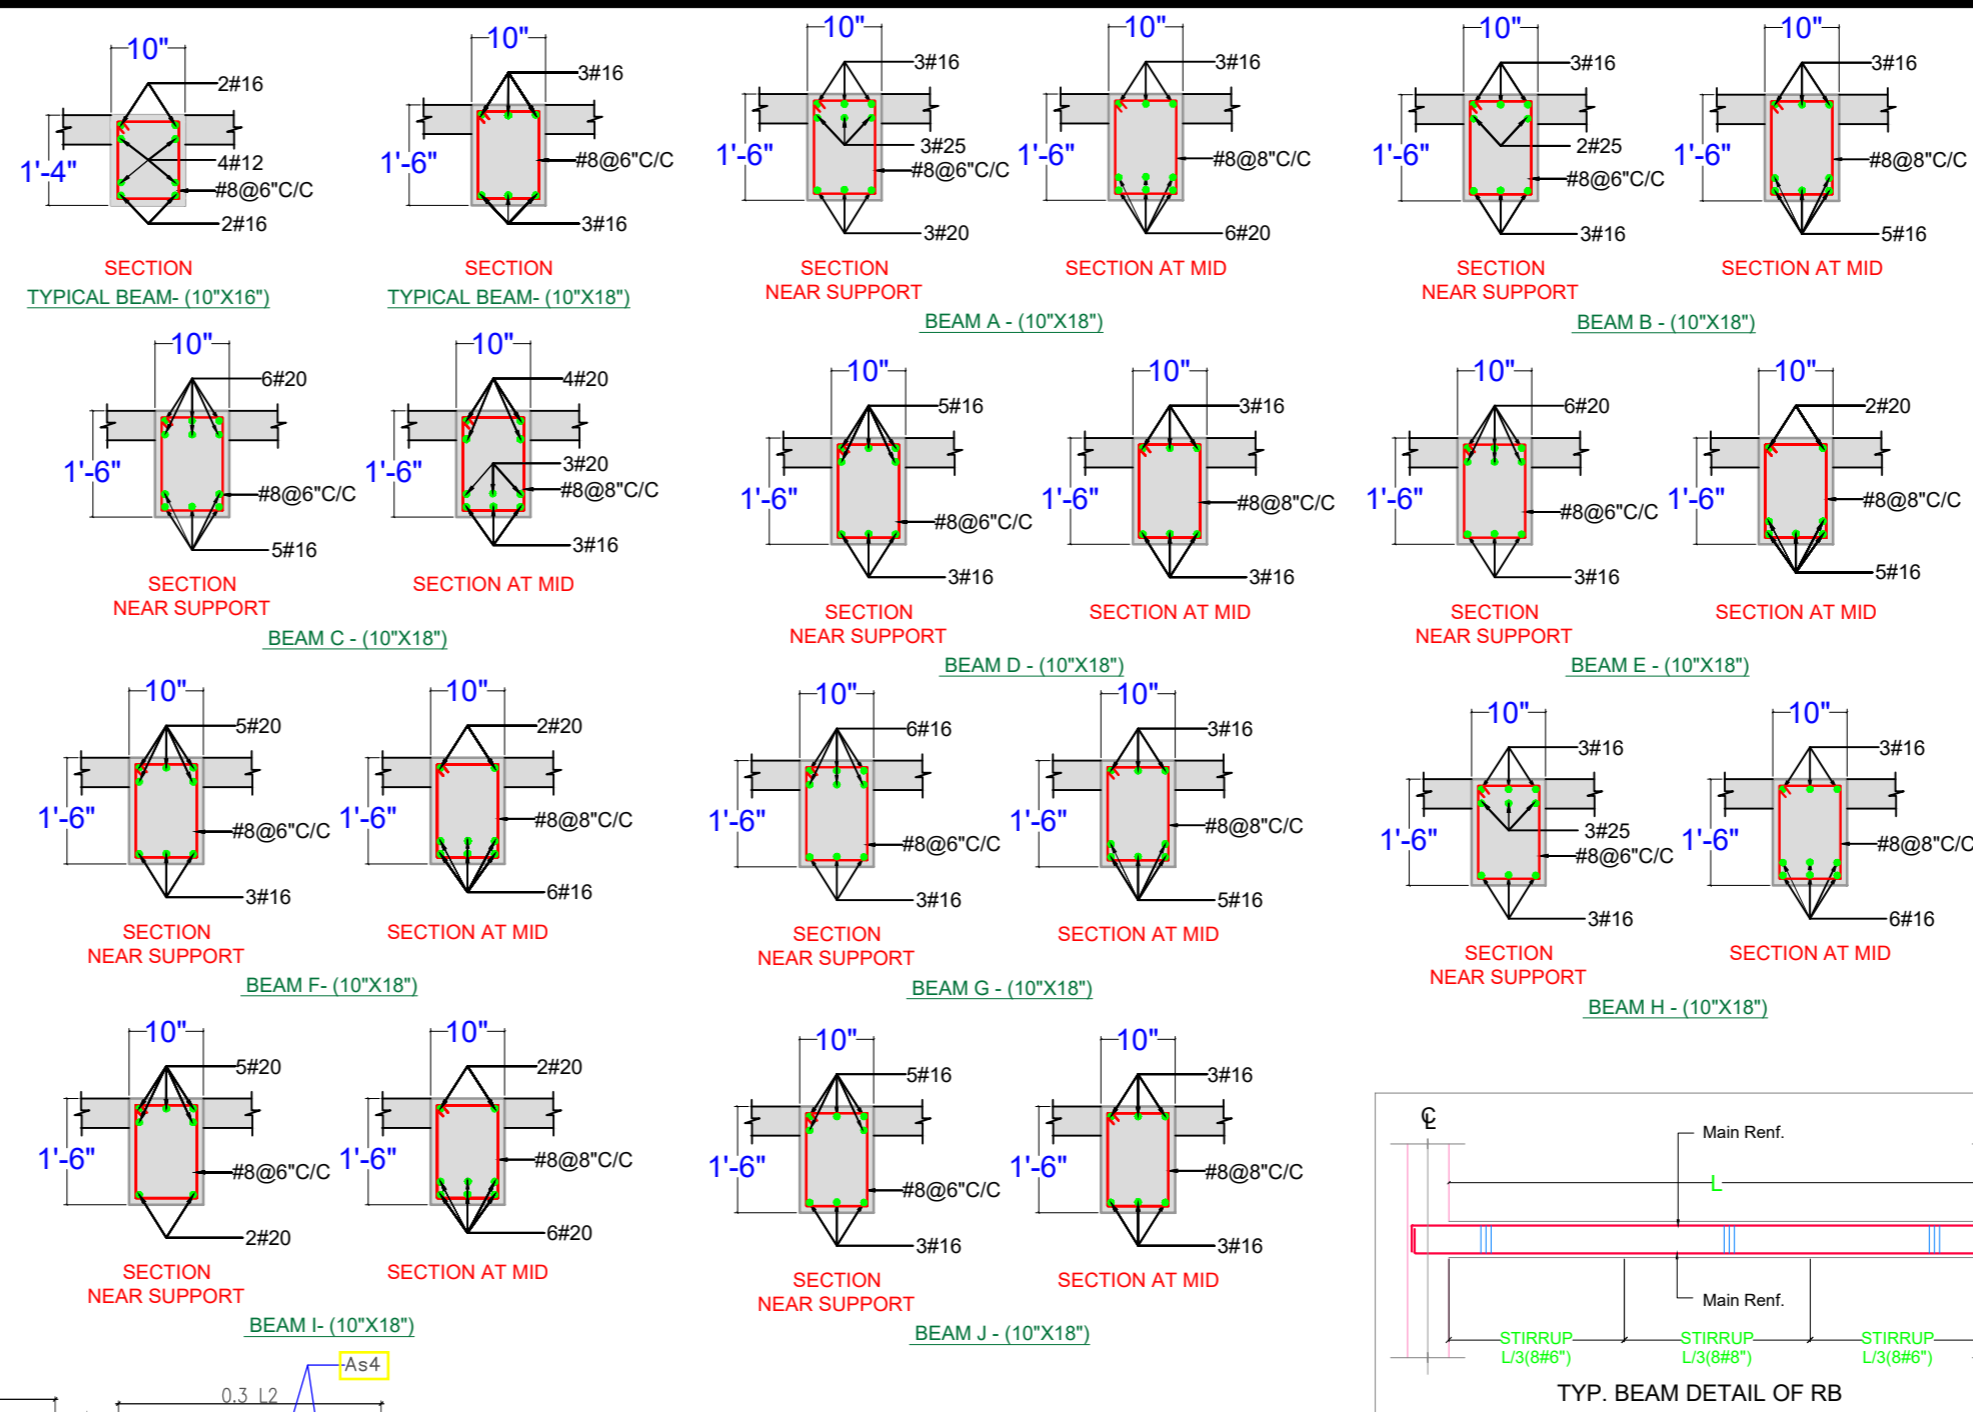 10"
2#16
1'-4"
4#12
#8@6"C/C
2#16
SECTION
TYPICAL BEAM- (10"X16")
10"
3#16
1'-6"
#8@6"C/C
3#16
SECTION
TYPICAL BEAM- (10"X18")
10"
3#16
1'-6"
3#25
#8@6"C/C
3#20
SECTION
NEAR SUPPORT
10"
3#16
1'-6"
#8@8"C/C
6#20
SECTION AT MID
BEAM A - (10"X18")
10"
3#16
1'-6"
2#25
#8@6"C/C
3#16
SECTION
NEAR SUPPORT
10"
3#16
1'-6"
#8@8"C/C
5#16
SECTION AT MID
BEAM B - (10"X18")
10"
6#20
1'-6"
#8@6"C/C
5#16
SECTION
NEAR SUPPORT
10"
4#20
1'-6"
3#20
#8@8"C/C
3#16
SECTION AT MID
BEAM C - (10"X18")
10"
5#16
1'-6"
#8@6"C/C
3#16
SECTION
NEAR SUPPORT
10"
3#16
1'-6"
#8@8"C/C
3#16
SECTION AT MID
BEAM D - (10"X18")
10"
6#20
1'-6"
#8@6"C/C
3#16
SECTION
NEAR SUPPORT
10"
2#20
1'-6"
#8@8"C/C
5#16
SECTION AT MID
BEAM E - (10"X18")
10"
5#20
1'-6"
#8@6"C/C
3#16
SECTION
NEAR SUPPORT
10"
2#20
1'-6"
#8@8"C/C
6#16
SECTION AT MID
BEAM F- (10"X18")
10"
6#16
1'-6"
#8@6"C/C
3#16
SECTION
NEAR SUPPORT
10"
3#16
1'-6"
#8@8"C/C
5#16
SECTION AT MID
BEAM G - (10"X18")
10"
3#16
1'-6"
3#25
#8@6"C/C
3#16
SECTION
NEAR SUPPORT
10"
3#16
1'-6"
#8@8"C/C
6#16
SECTION AT MID
BEAM H - (10"X18")
10"
5#20
1'-6"
#8@6"C/C
2#20
SECTION
NEAR SUPPORT
10"
2#20
1'-6"
#8@8"C/C
6#20
SECTION AT MID
BEAM I- (10"X18")
10"
5#16
1'-6"
#8@6"C/C
3#16
SECTION
NEAR SUPPORT
10"
3#16
1'-6"
#8@8"C/C
3#16
SECTION AT MID
BEAM J - (10"X18")
Main Renf.
L
Main Renf.
STIRRUP STIRRUP STIRRUP
L/3(8#6") L/3(8#8") L/3(8#6")
TYP. BEAM DETAIL OF RB
As4
0.3 L2